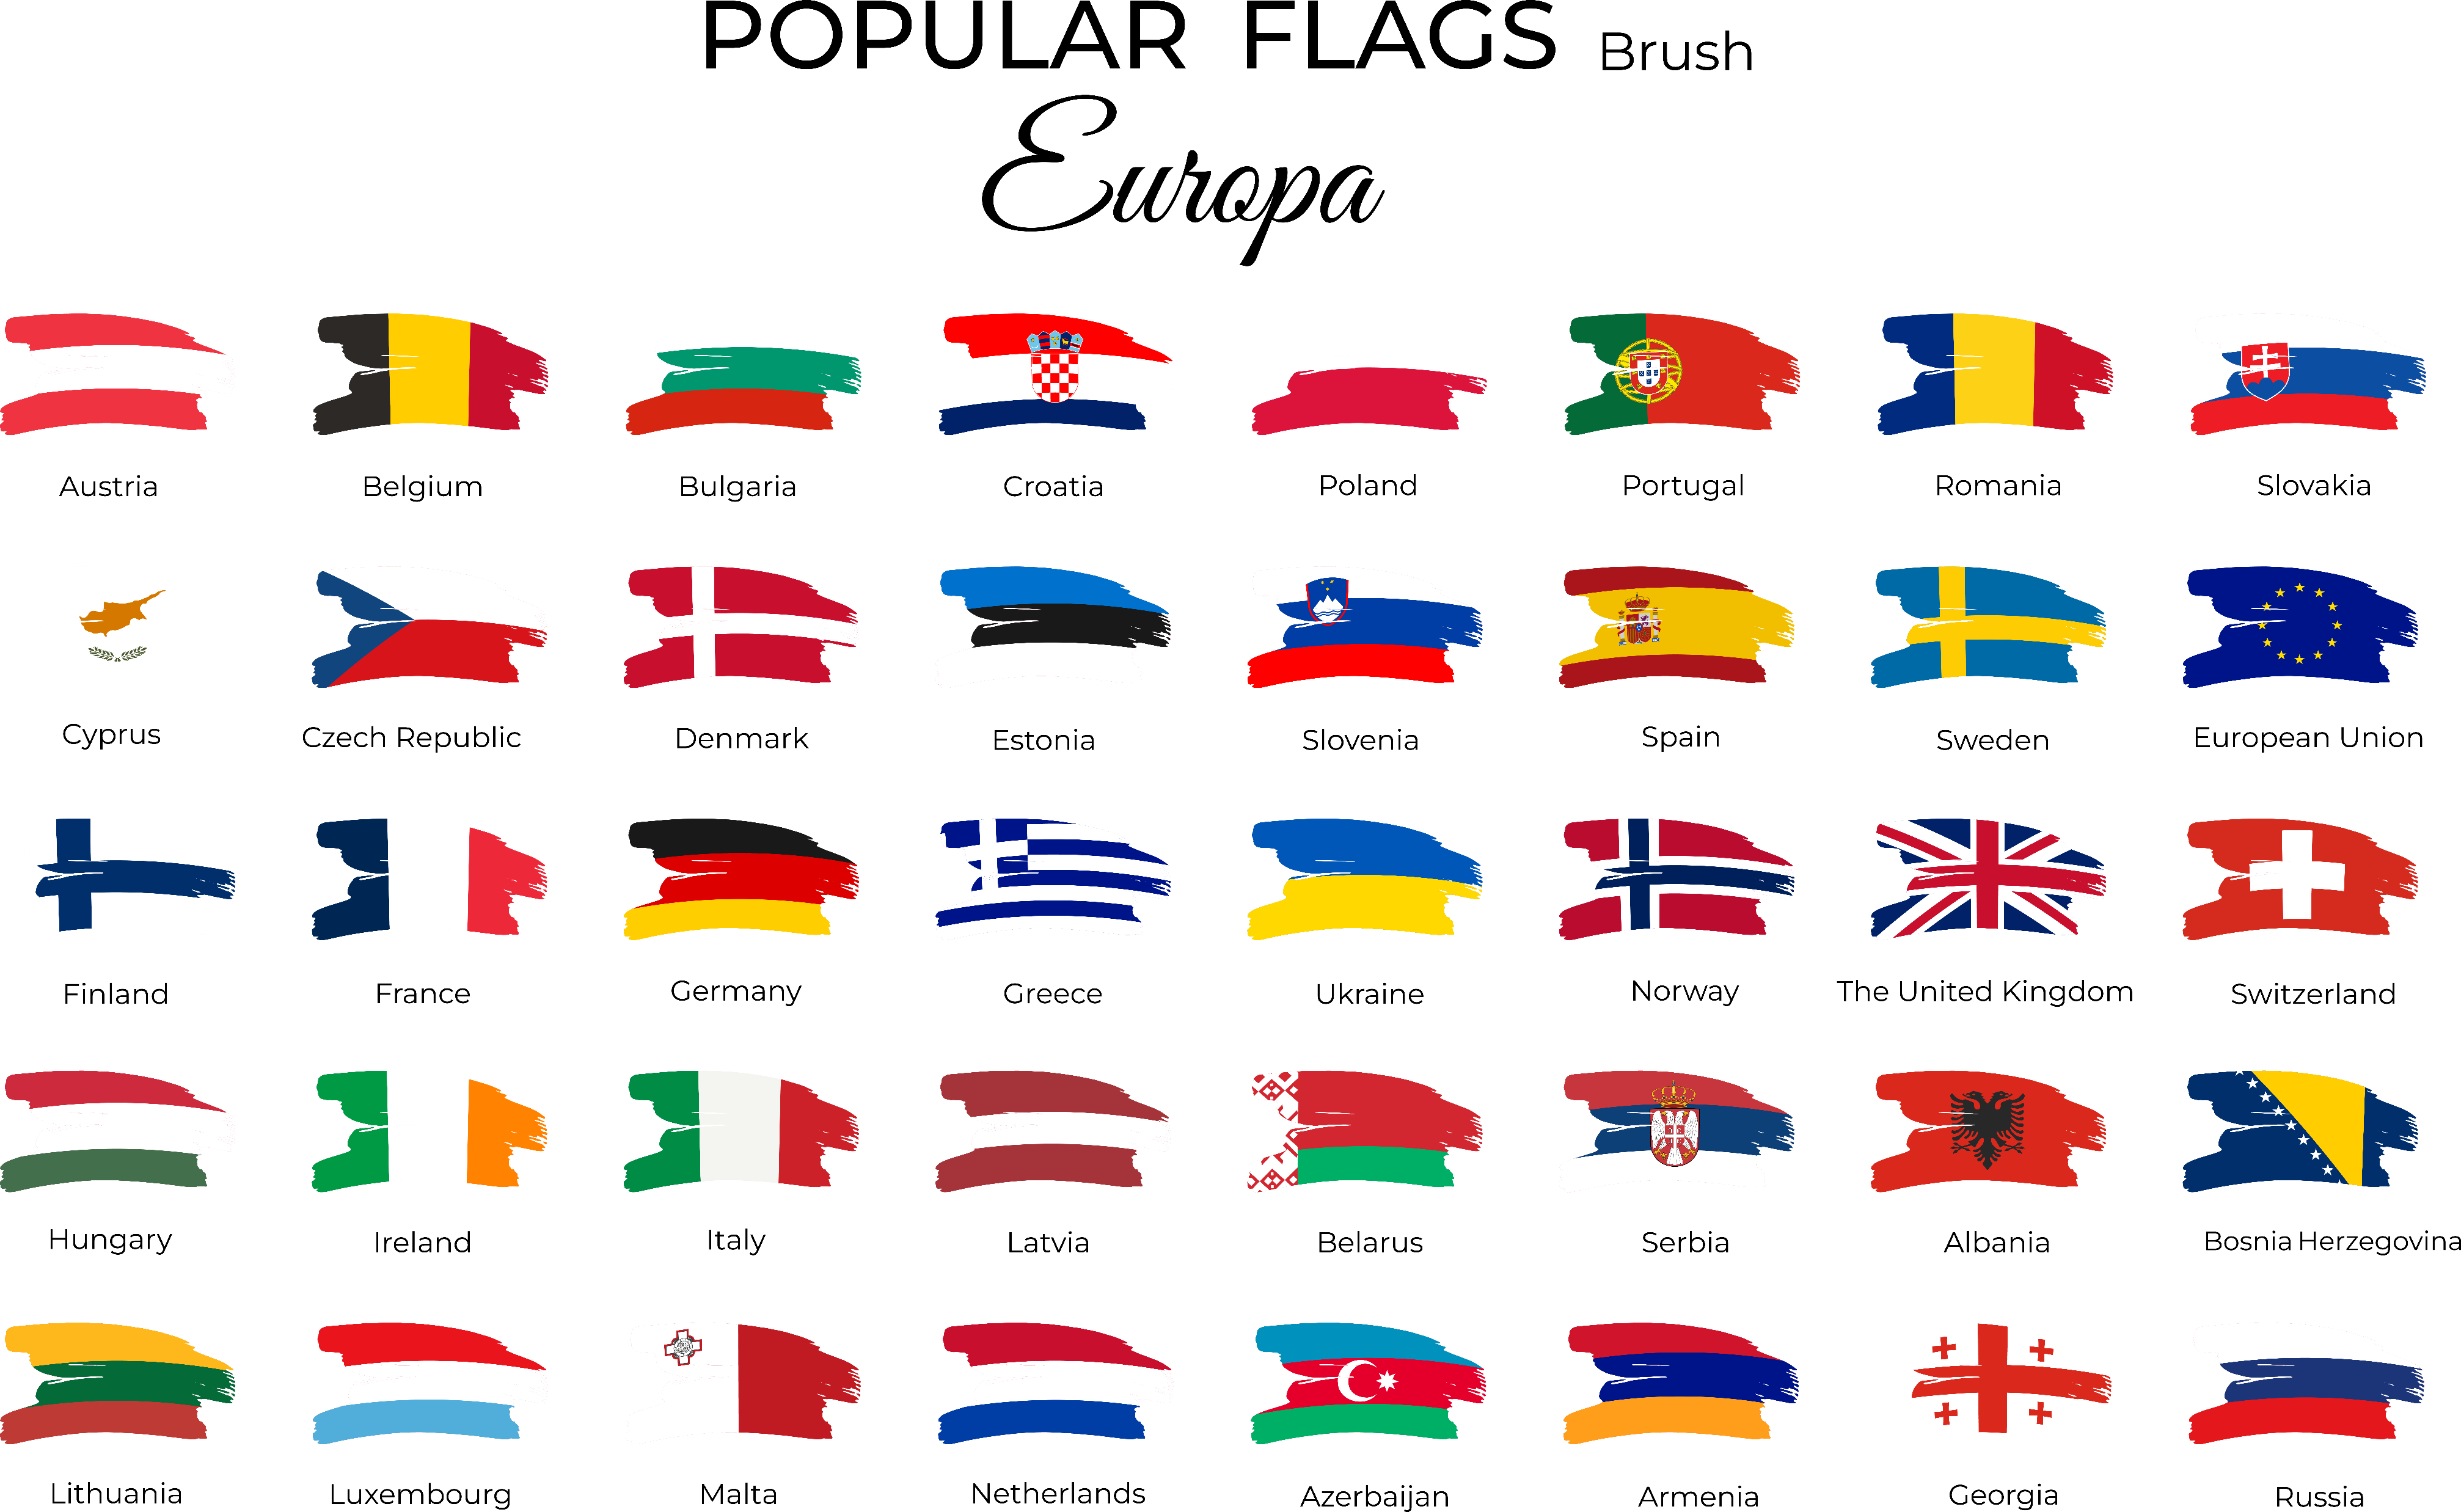 POPULAR FLAGS Brush
Europa
Austria Belgium Bulgaria Croatia Poland Portugal Romania Slovakia
Cyprus Czech Republic Denmark Estonia Slovenia Spain Sweden European Union
Finland France Germany Greece Ukraine Norway The United Kingdom Switzerland
Hungary Ireland Italy Latvia Belarus Serbia Albania Bosnia Herzegovina
Lithuania Luxembourg Malta Netherlands Azerbaijan Armenia Georgia Russia